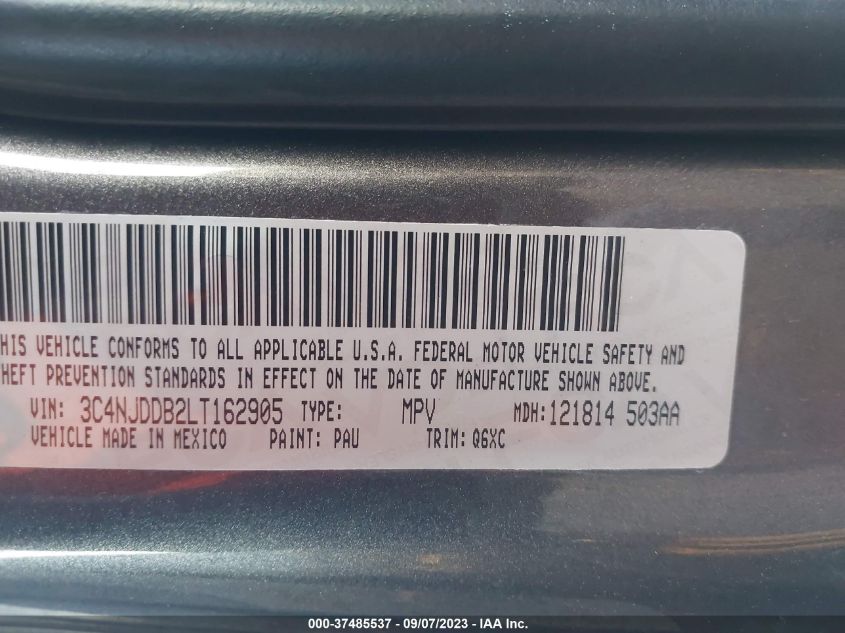 HIS VEHICLE CONFORMS TO ALL APPLICABLE U.S.A. FEDERAL MOTOR VEHICLE SAFETY AND
HEFT PREVENTION STANDARDS IN EFFECT ON THE DATE OF MANUFACTURE SHOWN ABOVE.
VIN: 3C4NJDDB2LT162905 TYPE: MPV MDH:121814 503AA
VEHICLE MADE IN MEXICO PAINT: PAU TRIM: Q6XC
000-37485537 - 09/07/2023 - IAA Inc.